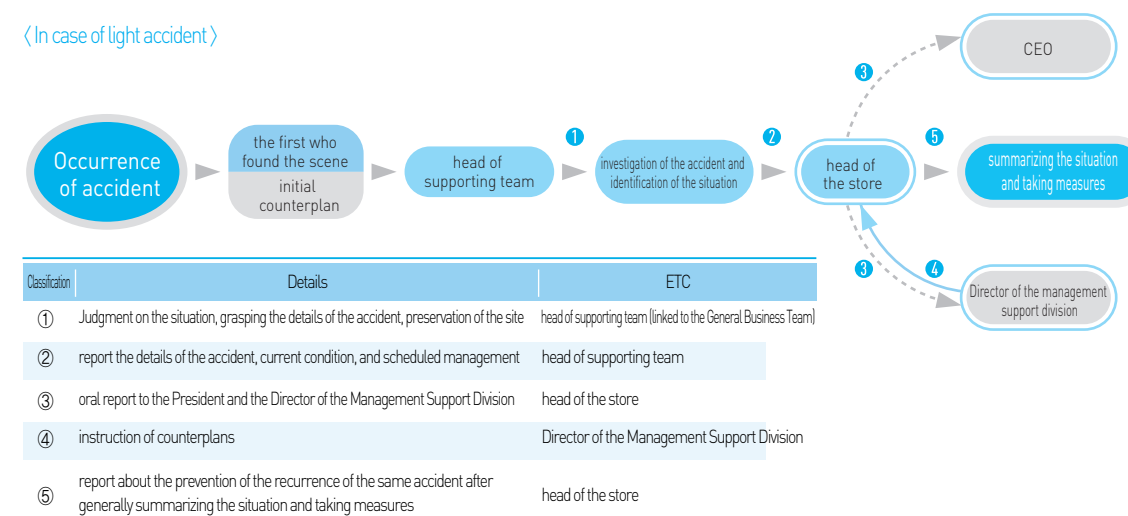 〈In case of light accident〉
CEO
③
Occurrence
of accident
the first who
found the scene
initial
counterplan
head of
supporting team
①
investigation of the accident and
identification of the situation
②
head of
the store
⑤
summarizing the situation
and taking measures
③
④
Director of the management
support division
Classification Details ETC
① Judgment on the situation, grasping the details of the accident, preservation of the site head of supporting team (linked to the General Business Team)
② report the details of the accident, current condition, and scheduled management head of supporting team
③ oral report to the President and the Director of the Management Support Division head of the store
④ instruction of counterplans Director of the Management Support Division
⑤ report about the prevention of the recurrence of the same accident after
generally summarizing the situation and taking measures head of the store